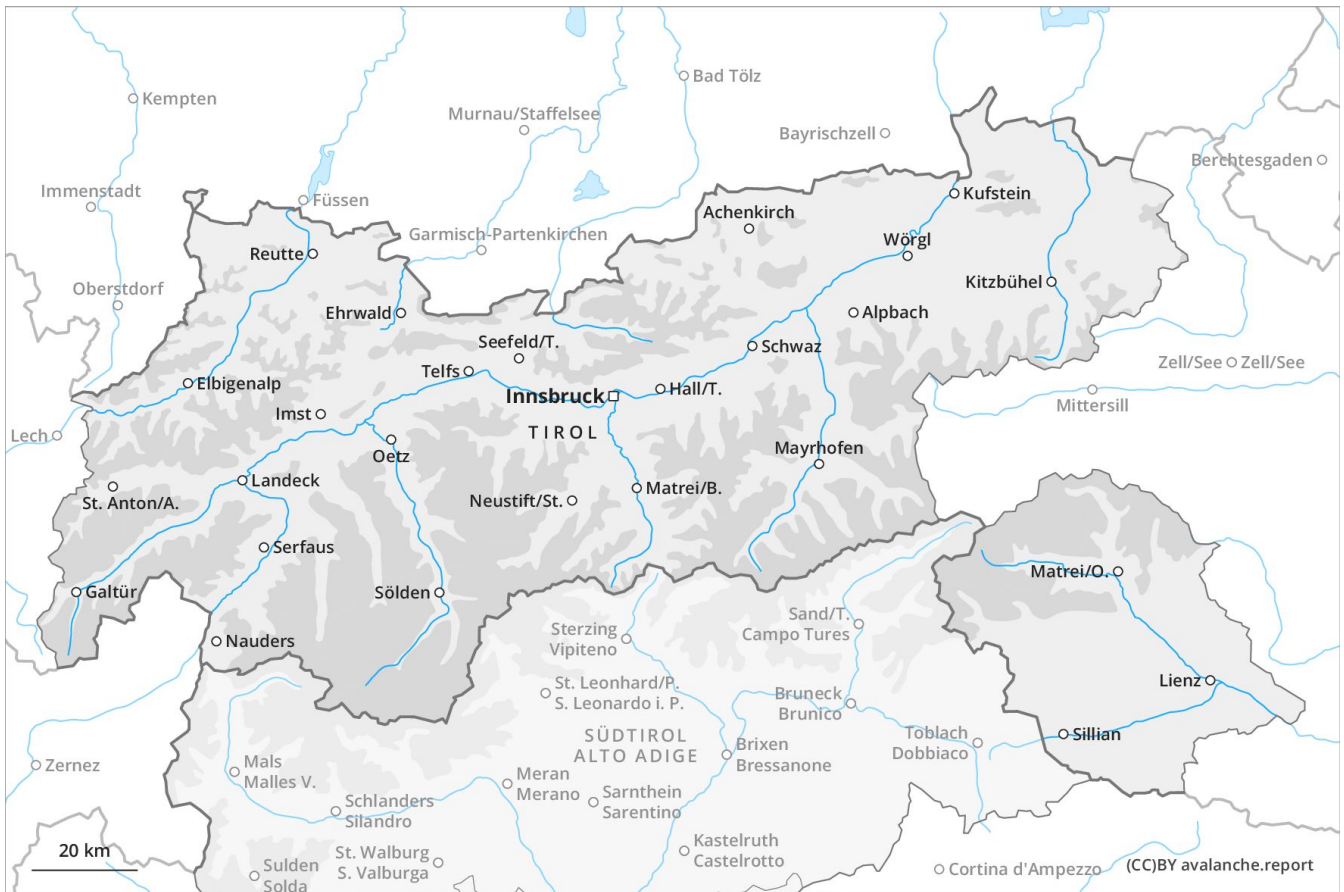 Kempten
Bad Tölz
Murnau/Staffelsee
Bayrischzell
Berchtesgaden
Immenstadt
Füssen
Kufstein
Achenkirch
Garmisch-Partenkirchen
Wörgl
Reutte
Oberstdorf
Kitzbühel
Ehrwald
Alpbach
Seefeld/T.
Schwaz
Zell/See
Zell/See
Telfs
Elbigenalp
Hall/T.
Innsbruck
Mittersill
Imst
TIROL
Lech
Oetz
Mayrhofen
Landeck
Matrei/B.
St. Anton/A.
Neustift/St.
Serfaus
Matrei/O.
Galtür
Sölden
Sand/T.
Campo Tures
Sterzing
Vipiteno
Nauders
Lienz
St. Leonhard/P.
S. Leonardo i. P.
Bruneck
Brunico
Sillian
SÜDTIROL
ALTO ADIGE
Toblach
Dobbiaco
Brixen
Bressanone
Zernez
Mals
Malles V.
Meran
Merano
Sarnthein
Sarentino
Schlanders
Silandro
Kastelruth
Castelrotto
20 km
St. Walburg
S. Valburga
Sulden
Solda
Cortina d'Ampezzo
(CC)BY avalanche.report